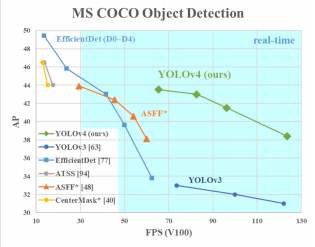 MS COCO Object Detection
EfficientDet (D0~D4)
real-time
YOLOv4 (ours)
ASFF*
YOLOv3
YOLOv4 (ours)
YOLOv3 [63]
EfficientDet [77]
ATSS [94]
ASFF* [48]
CenterMask* [40]
AP
50
48
46
44
42
40
38
36
34
32
30
10 30 50 70 90 110 130
FPS (V100)